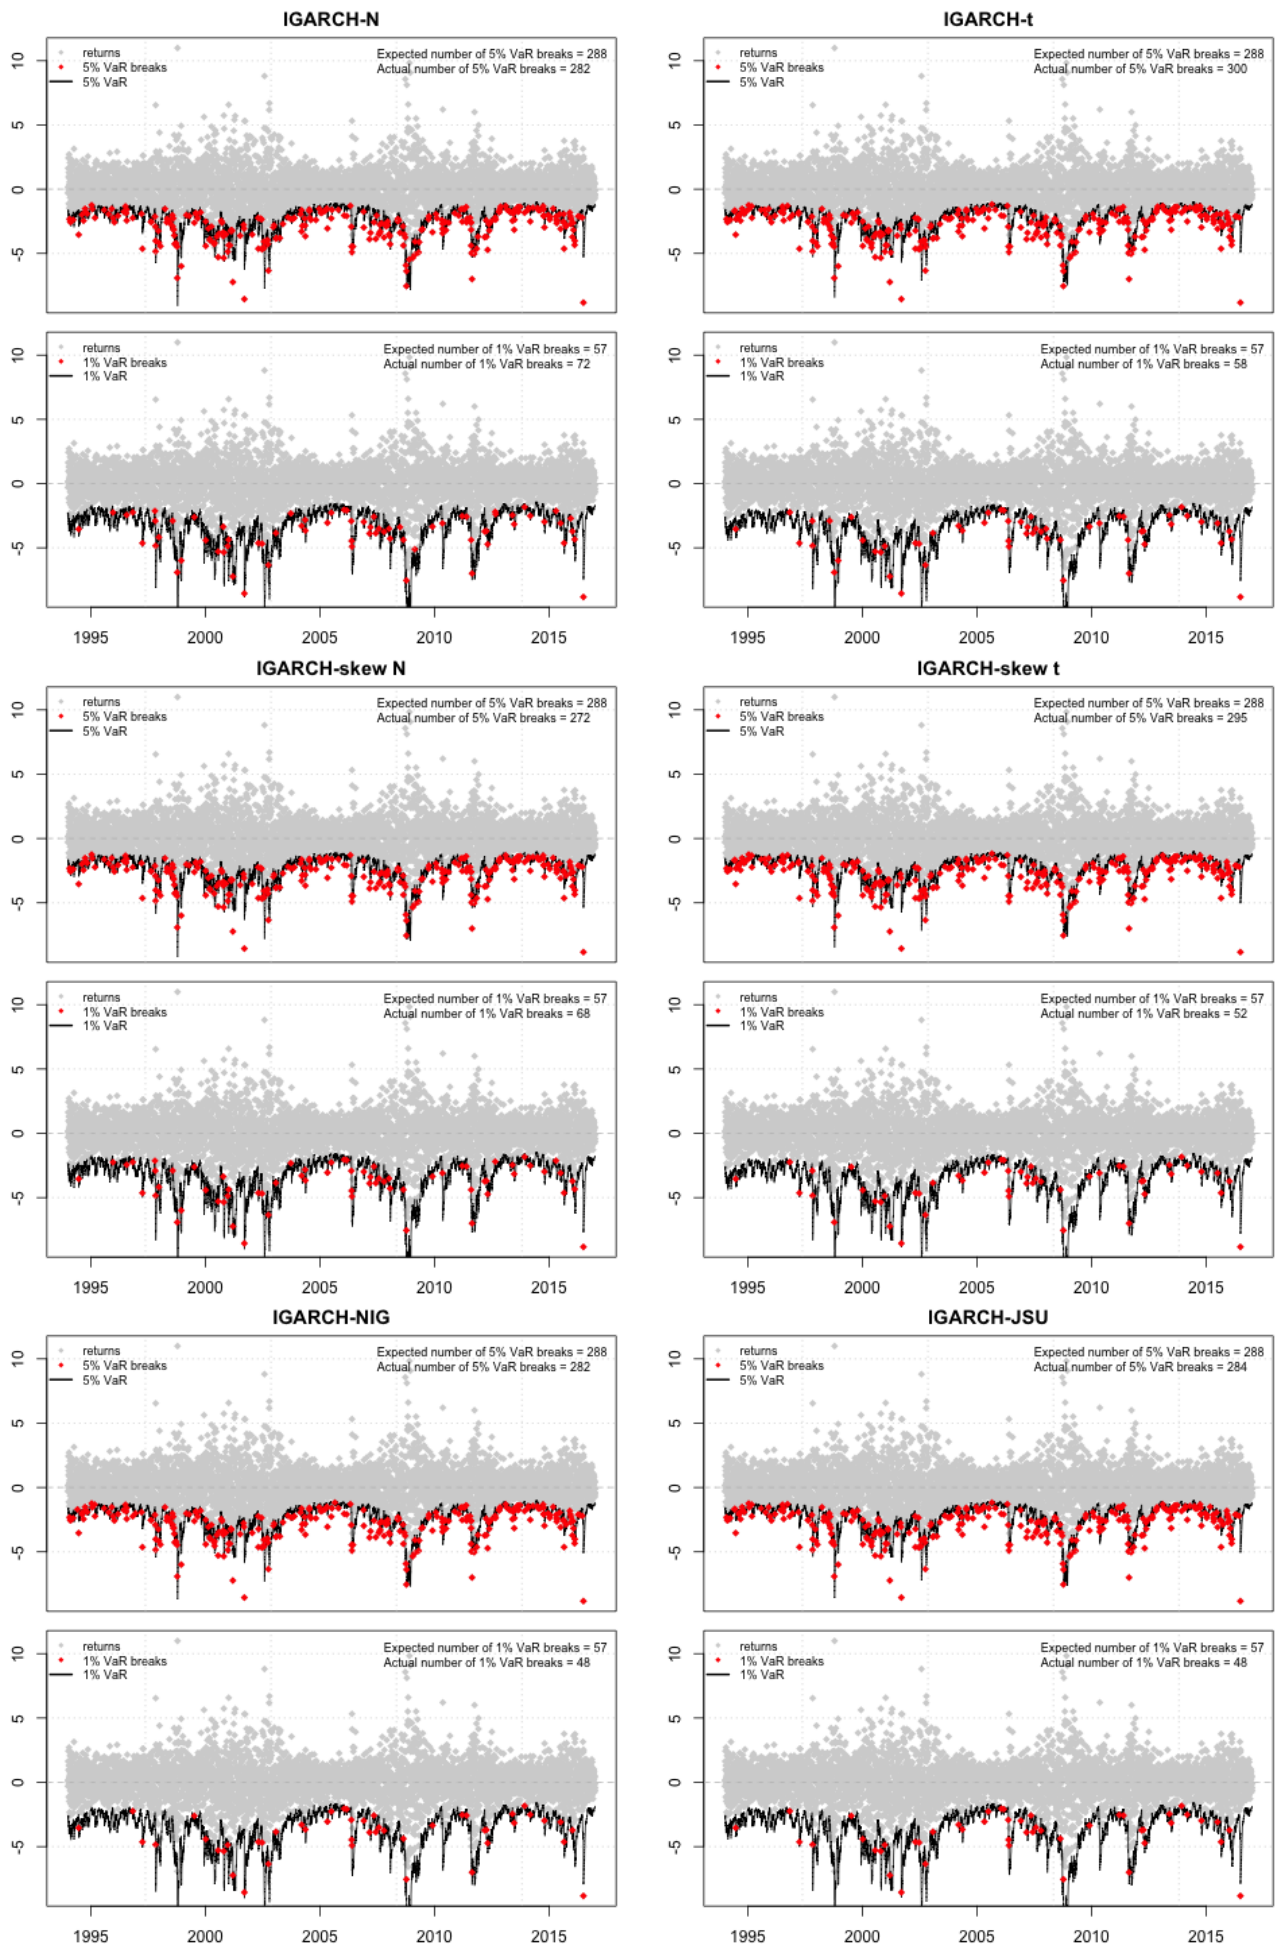 IGARCH-N
returns
5% VaR breaks
5% VaR
Expected number of 5% VaR breaks = 288
Actual number of 5% VaR breaks = 282
10
5
0
-5
returns
1% VaR breaks
1% VaR
Expected number of 1% VaR breaks = 57
Actual number of 1% VaR breaks = 72
10
5
0
-5
1995 2000 2005 2010 2015
IGARCH-t
returns
5% VaR breaks
5% VaR
Expected number of 5% VaR breaks = 288
Actual number of 5% VaR breaks = 300
10
5
0
-5
returns
1% VaR breaks
1% VaR
Expected number of 1% VaR breaks = 57
Actual number of 1% VaR breaks = 58
10
5
0
-5
1995 2000 2005 2010 2015
IGARCH-skew N
returns
5% VaR breaks
5% VaR
Expected number of 5% VaR breaks = 288
Actual number of 5% VaR breaks = 272
10
5
0
-5
returns
1% VaR breaks
1% VaR
Expected number of 1% VaR breaks = 57
Actual number of 1% VaR breaks = 68
10
5
0
-5
1995 2000 2005 2010 2015
IGARCH-skew t
returns
5% VaR breaks
5% VaR
Expected number of 5% VaR breaks = 288
Actual number of 5% VaR breaks = 295
10
5
0
-5
returns
1% VaR breaks
1% VaR
Expected number of 1% VaR breaks = 57
Actual number of 1% VaR breaks = 52
10
5
0
-5
1995 2000 2005 2010 2015
IGARCH-NIG
returns
5% VaR breaks
5% VaR
Expected number of 5% VaR breaks = 288
Actual number of 5% VaR breaks = 282
10
5
0
-5
returns
1% VaR breaks
1% VaR
Expected number of 1% VaR breaks = 57
Actual number of 1% VaR breaks = 48
10
5
0
-5
1995 2000 2005 2010 2015
IGARCH-JSU
returns
5% VaR breaks
5% VaR
Expected number of 5% VaR breaks = 288
Actual number of 5% VaR breaks = 284
10
5
0
-5
returns
1% VaR breaks
1% VaR
Expected number of 1% VaR breaks = 57
Actual number of 1% VaR breaks = 48
10
5
0
-5
1995 2000 2005 2010 2015